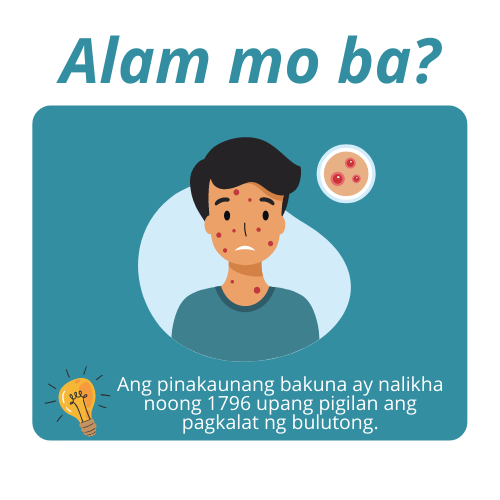 Alam mo ba?
Ang pinakaunang bakuna ay nalikha
noong 1796 upang pigilan ang
pagkalat ng bulutong.